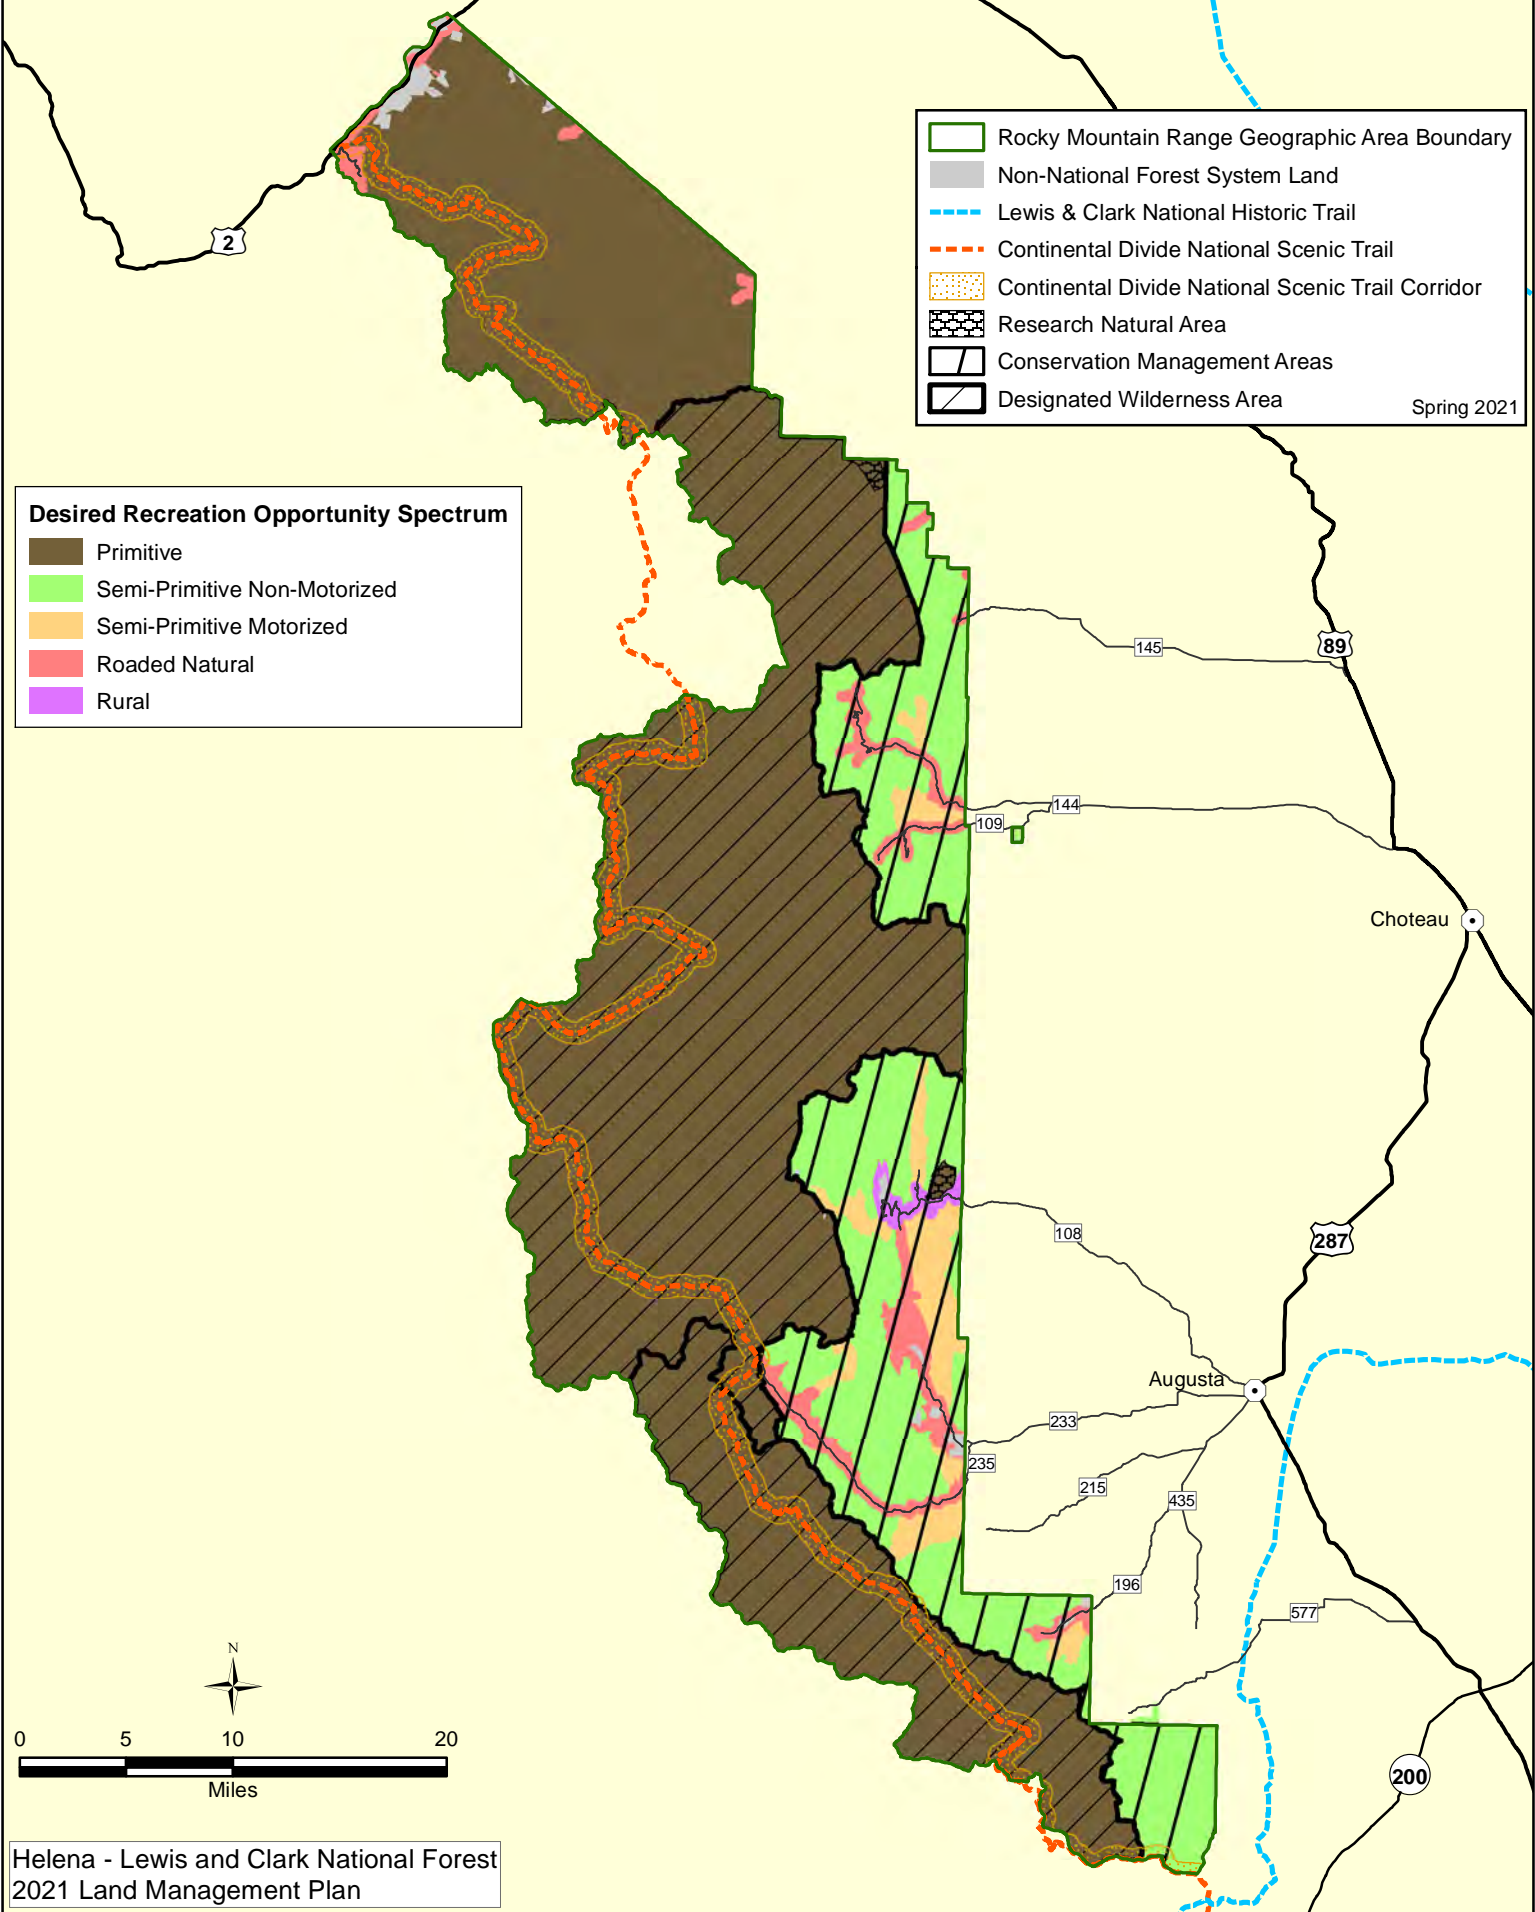 Rocky Mountain Range Geographic Area Boundary
Non-National Forest System Land
Lewis & Clark National Historic Trail
Continental Divide National Scenic Trail
Continental Divide National Scenic Trail Corridor
Research Natural Area
Conservation Management Areas
Designated Wilderness Area
Spring 2021
2
Desired Recreation Opportunity Spectrum
Primitive
Semi-Primitive Non-Motorized
Semi-Primitive Motorized
Roaded Natural
Rural
145
89
144
109
Choteau
108
287
Augusta
233
235
215
435
196
577
200
N
0 5 10 20
Miles
Helena - Lewis and Clark National Forest
2021 Land Management Plan